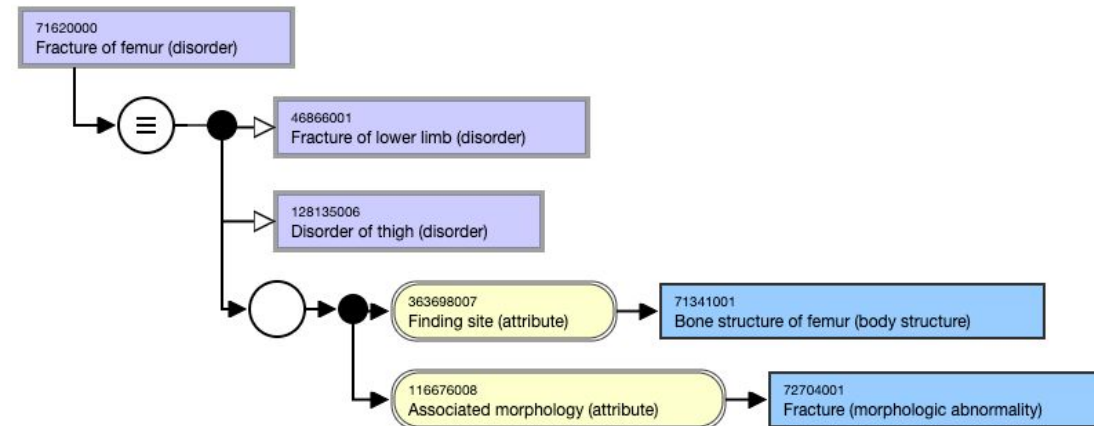 71620000
Fracture of femur (disorder)
46866001
Fracture of lower limb (disorder)
128135006
Disorder of thigh (disorder)
363698007
Finding site (attribute)
71341001
Bone structure of femur (body structure)
116676008
Associated morphology (attribute)
72704001
Fracture (morphologic abnormality)